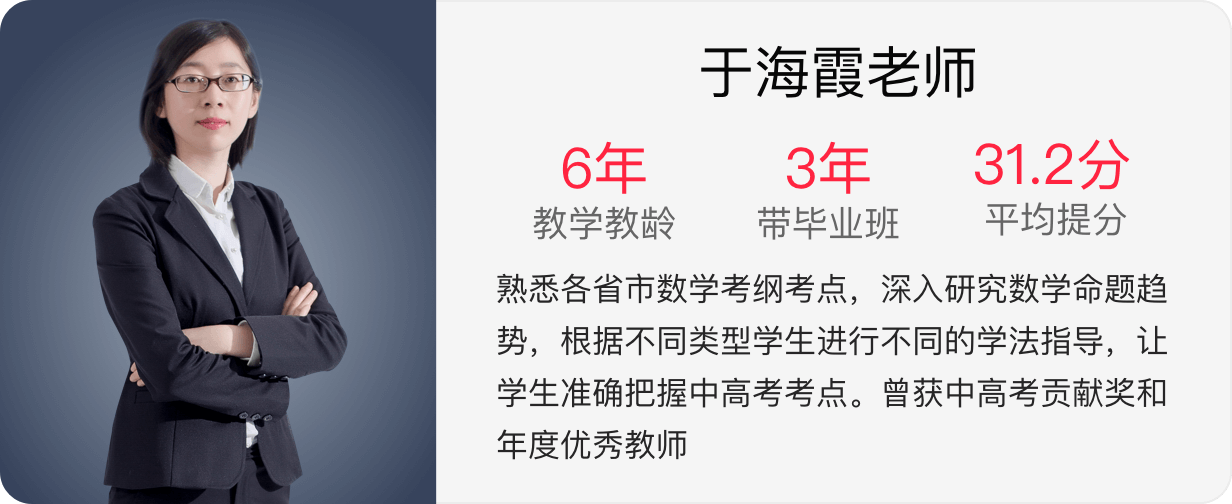 于海霞老师
6年 3年 31.2分
教学教龄 带毕业班 平均提分
熟悉各省市数学考纲考点，深入研究数学命题趋
势，根据不同类型学生进行不同的学法指导，让
学生准确把握中高考考点。曾获中高考贡献奖和
年度优秀教师